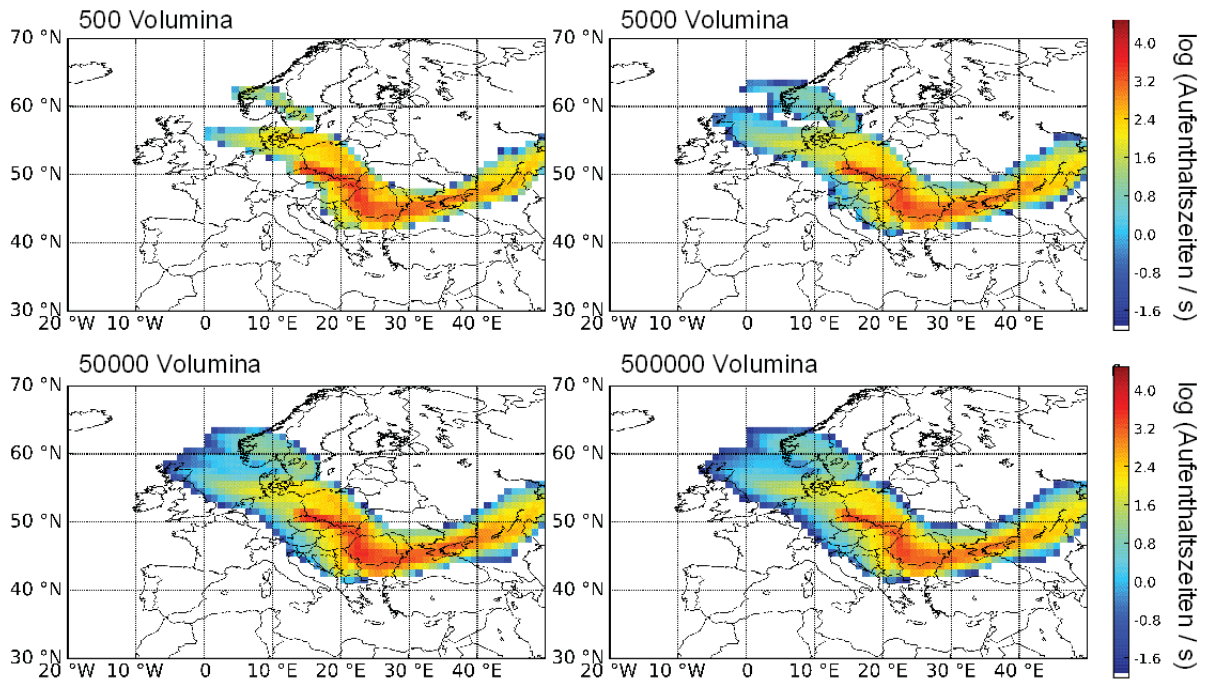 500 Volumina
5000 Volumina
70 °N
60 °N
50 °N
40 °N
30 °N
20 °W
10 °W
0
10 °E
20 °E
30 °E
40 °E
70 °N
60 °N
50 °N
40 °N
30 °N
20 °W
10 °W
0
10 °E
20 °E
30 °E
40 °E
4.0
3.2
2.4
1.6
0.8
0.0
-0.8
-1.6
log (Aufenthaltszeiten / s)
50000 Volumina
500000 Volumina
70 °N
60 °N
50 °N
40 °N
30 °N
20 °W
10 °W
0
10 °E
20 °E
30 °E
40 °E
70 °N
60 °N
50 °N
40 °N
30 °N
20 °W
10 °W
0
10 °E
20 °E
30 °E
40 °E
4.0
3.2
2.4
1.6
0.8
0.0
-0.8
-1.6
log (Aufenthaltszeiten / s)